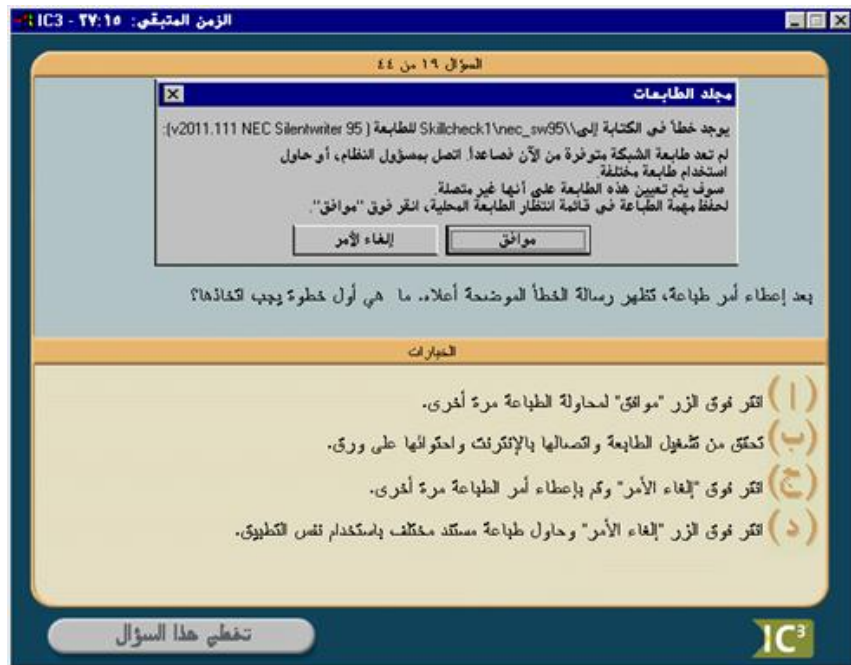 IC3 - ٢٧:١٥ الزمن المتبقي:
السؤال ١٩ من ٤٤
مجلد الطابعات
يوجد خطأ في الكتابة إلى\\Skillcheck1\nec_sw95 للطابعة ( v2011.111 NEC Silentwriter 95):
لم تعد طابعة الشبكة متوفرة من الآن فصاعداً. اتصل بمسؤول النظام، أو حاول
استخدام طابعة مختلفة.
سوف يتم تعيين هذه الطابعة على أنها غير متصلة.
لحفظ مهمة الطباعة في قائمة انتظار الطابعة المحلية، انقر فوق "موافق".
موافق
إلغاء الأمر
بعد إعطاء أمر طباعة، تظهر رسالة الخطأ الموضحة أعلاه. ما هي أول خطوة يجب اتخاذها؟
الخيارات
(ا) انقر فوق الزر "موافق" لمحاولة الطباعة مرة أخرى.
(ب) تحقق من تشغيل الطابعة واتصالها بالإنترنت واحتوائها على ورق.
(ج) انقر فوق "إلغاء الأمر" وقم بإعطاء أمر الطباعة مرة أخرى.
(د) انقر فوق الزر "إلغاء الأمر" وحاول طباعة مستند مختلف باستخدام نفس التطبيق.
تخطي هذا السؤال
IC³